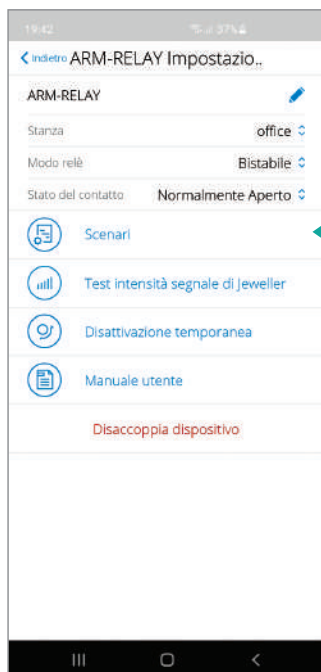 19:42 37%
Indietro ARM-RELAY Impostazio..
ARM-RELAY
Stanza office
Modo relè Bistabile
Stato del contatto Normalmente Aperto
Scenari
Test intensità segnale di Jeweller
Disattivazione temporanea
Manuale utente
Disaccoppia dispositivo